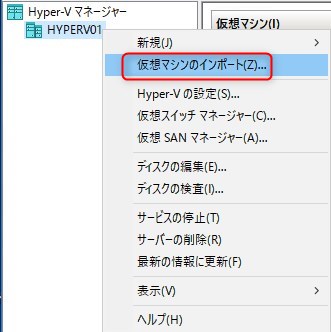 Hyper-V マネージャー
HYPERV01
仮想マシン(I)
新規(J)
仮想マシンのインポート(Z)...
Hyper-V の設定(S)...
仮想スイッチ マネージャー(C)...
仮想 SAN マネージャー(A)...
ディスクの編集(E)...
ディスクの検査(I)...
サービスの停止(T)
サーバーの削除(R)
最新の情報に更新(F)
表示(V)
ヘルプ(H)